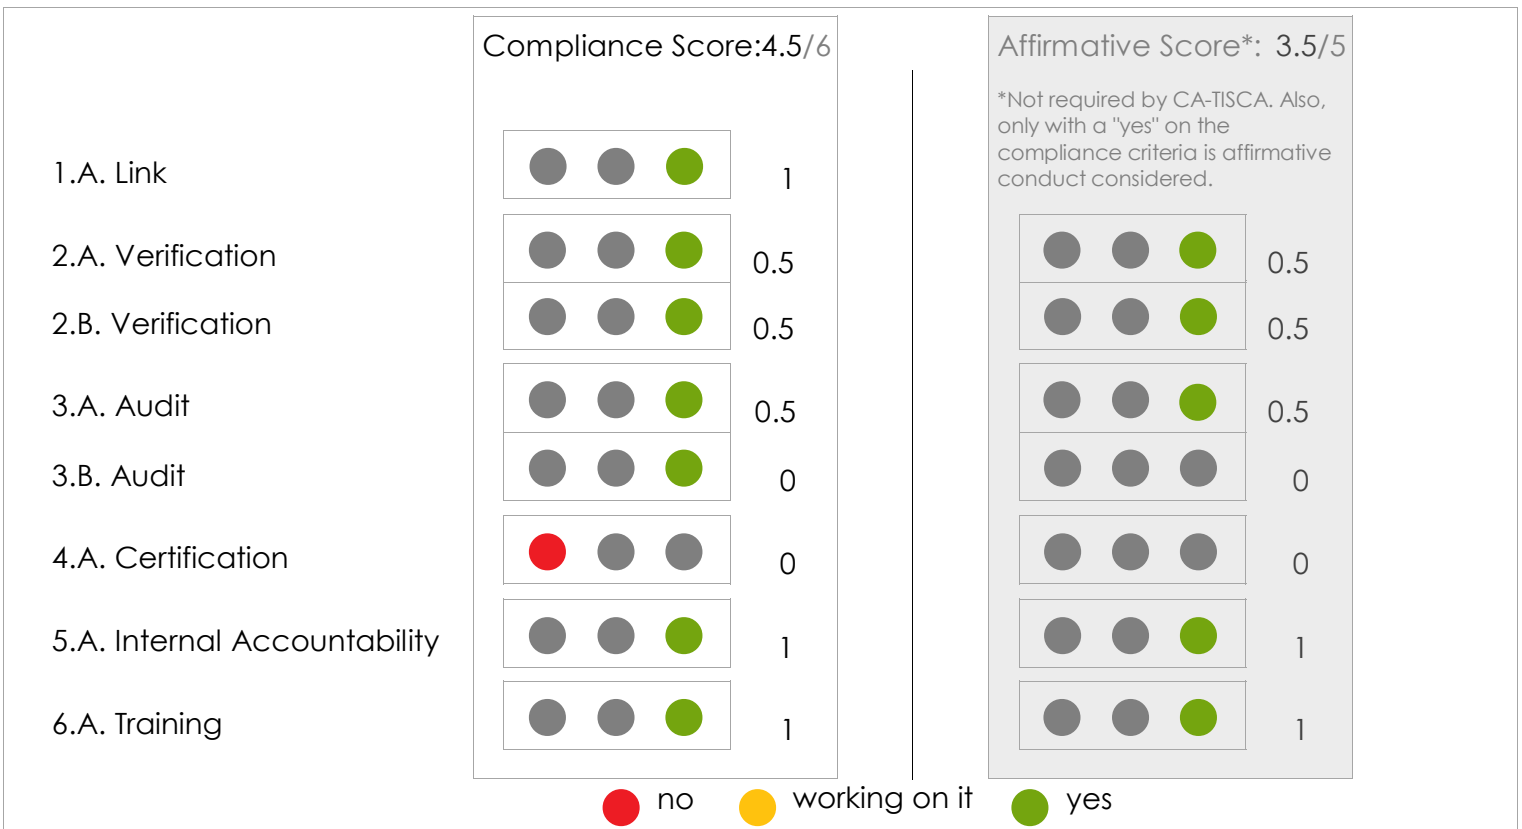 Compliance Score:4.5/6
Affirmative Score*: 3.5/5
*Not required by CA-TISCA. Also,
only with a "yes" on the
compliance criteria is affirmative
conduct considered.
1.A. Link 1
2.A. Verification 0.5 0.5
2.B. Verification 0.5 0.5
3.A. Audit 0.5 0.5
3.B. Audit 0 0
4.A. Certification 0 0
5.A. Internal Accountability 1 1
6.A. Training 1 1
no working on it yes